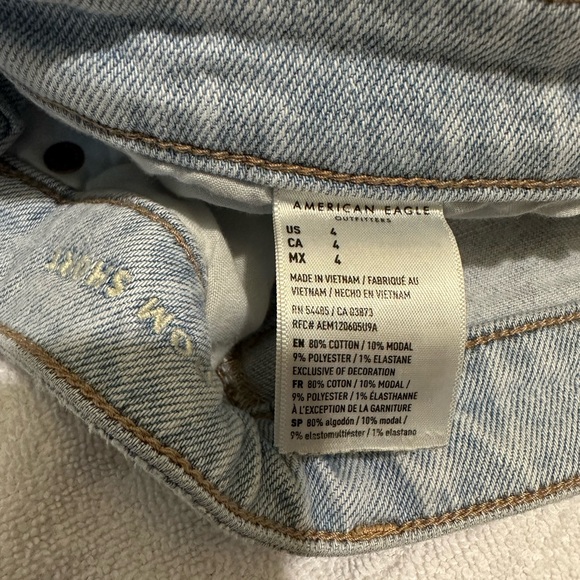 AMERICAN EAGLE
OUTFITTERS
US 4
CA 4
MX 4
MADE IN VIETNAM / FABRIQUÉ AU
VIETNAM / HECHO EN VIETNAM
RN 54485 / CA 03873
RFC# AEM120605U9A
EN 80% COTTON / 10% MODAL
9% POLYESTER / 1% ELASTANE
EXCLUSIVE OF DECORATION
FR 80% COTON / 10% MODAL /
9% POLYESTER / 1% ÉLASTHANNE
À L'EXCEPTION DE LA GARNITURE
SP 80% algodón / 10% modal /
9% elastomultiéster / 1% elastano
OM SHORT